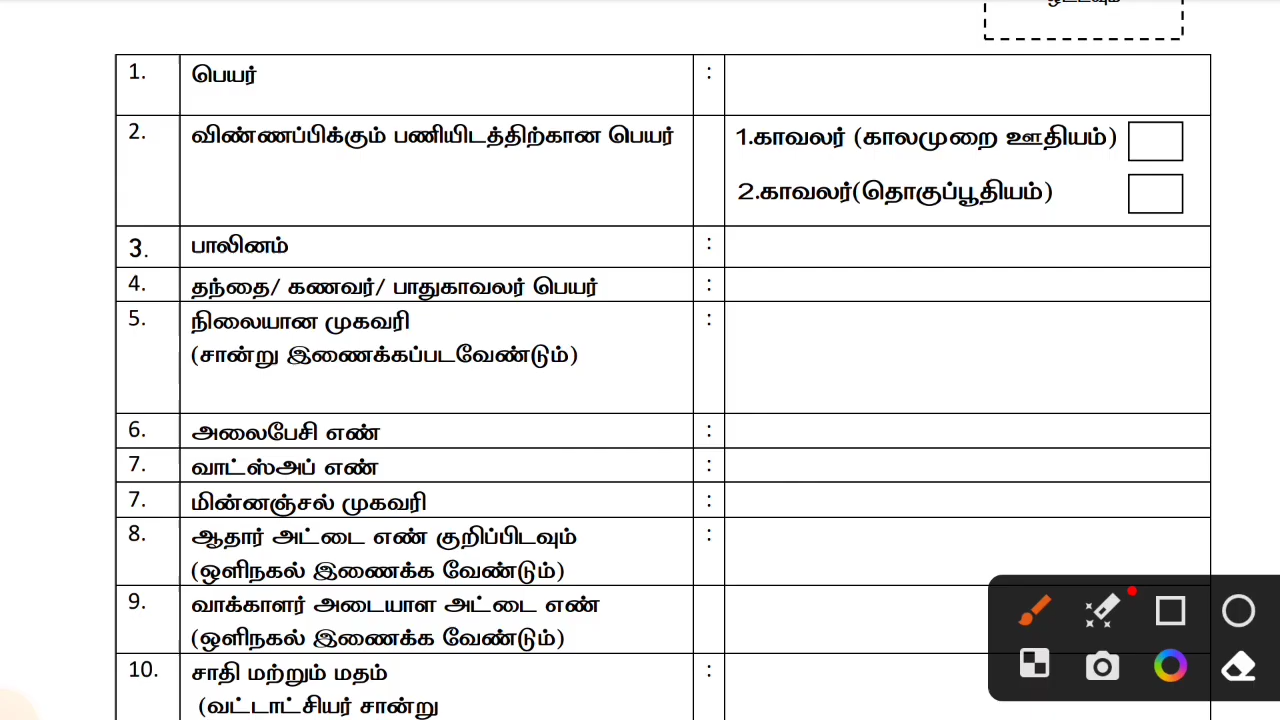 ஒட்டவும்
1. பெயர் :
2. விண்ணப்பிக்கும் பணியிடத்திற்கான பெயர் 1.காவலர் (காலமுறை ஊதியம்)
2.காவலர்(தொகுப்பூதியம்)
3. பாலினம் :
4. தந்தை/ கணவர்/ பாதுகாவலர் பெயர் :
5. நிலையான முகவரி :
(சான்று இணைக்கப்படவேண்டும்)
6. அலைபேசி எண் :
7. வாட்ஸ்அப் எண் :
7. மின்னஞ்சல் முகவரி :
8. ஆதார் அட்டை எண் குறிப்பிடவும் :
(ஒளிநகல் இணைக்க வேண்டும்)
9. வாக்காளர் அடையாள அட்டை எண்
(ஒளிநகல் இணைக்க வேண்டும்)
10. சாதி மற்றும் மதம் :
(வட்டாட்சியர் சான்று